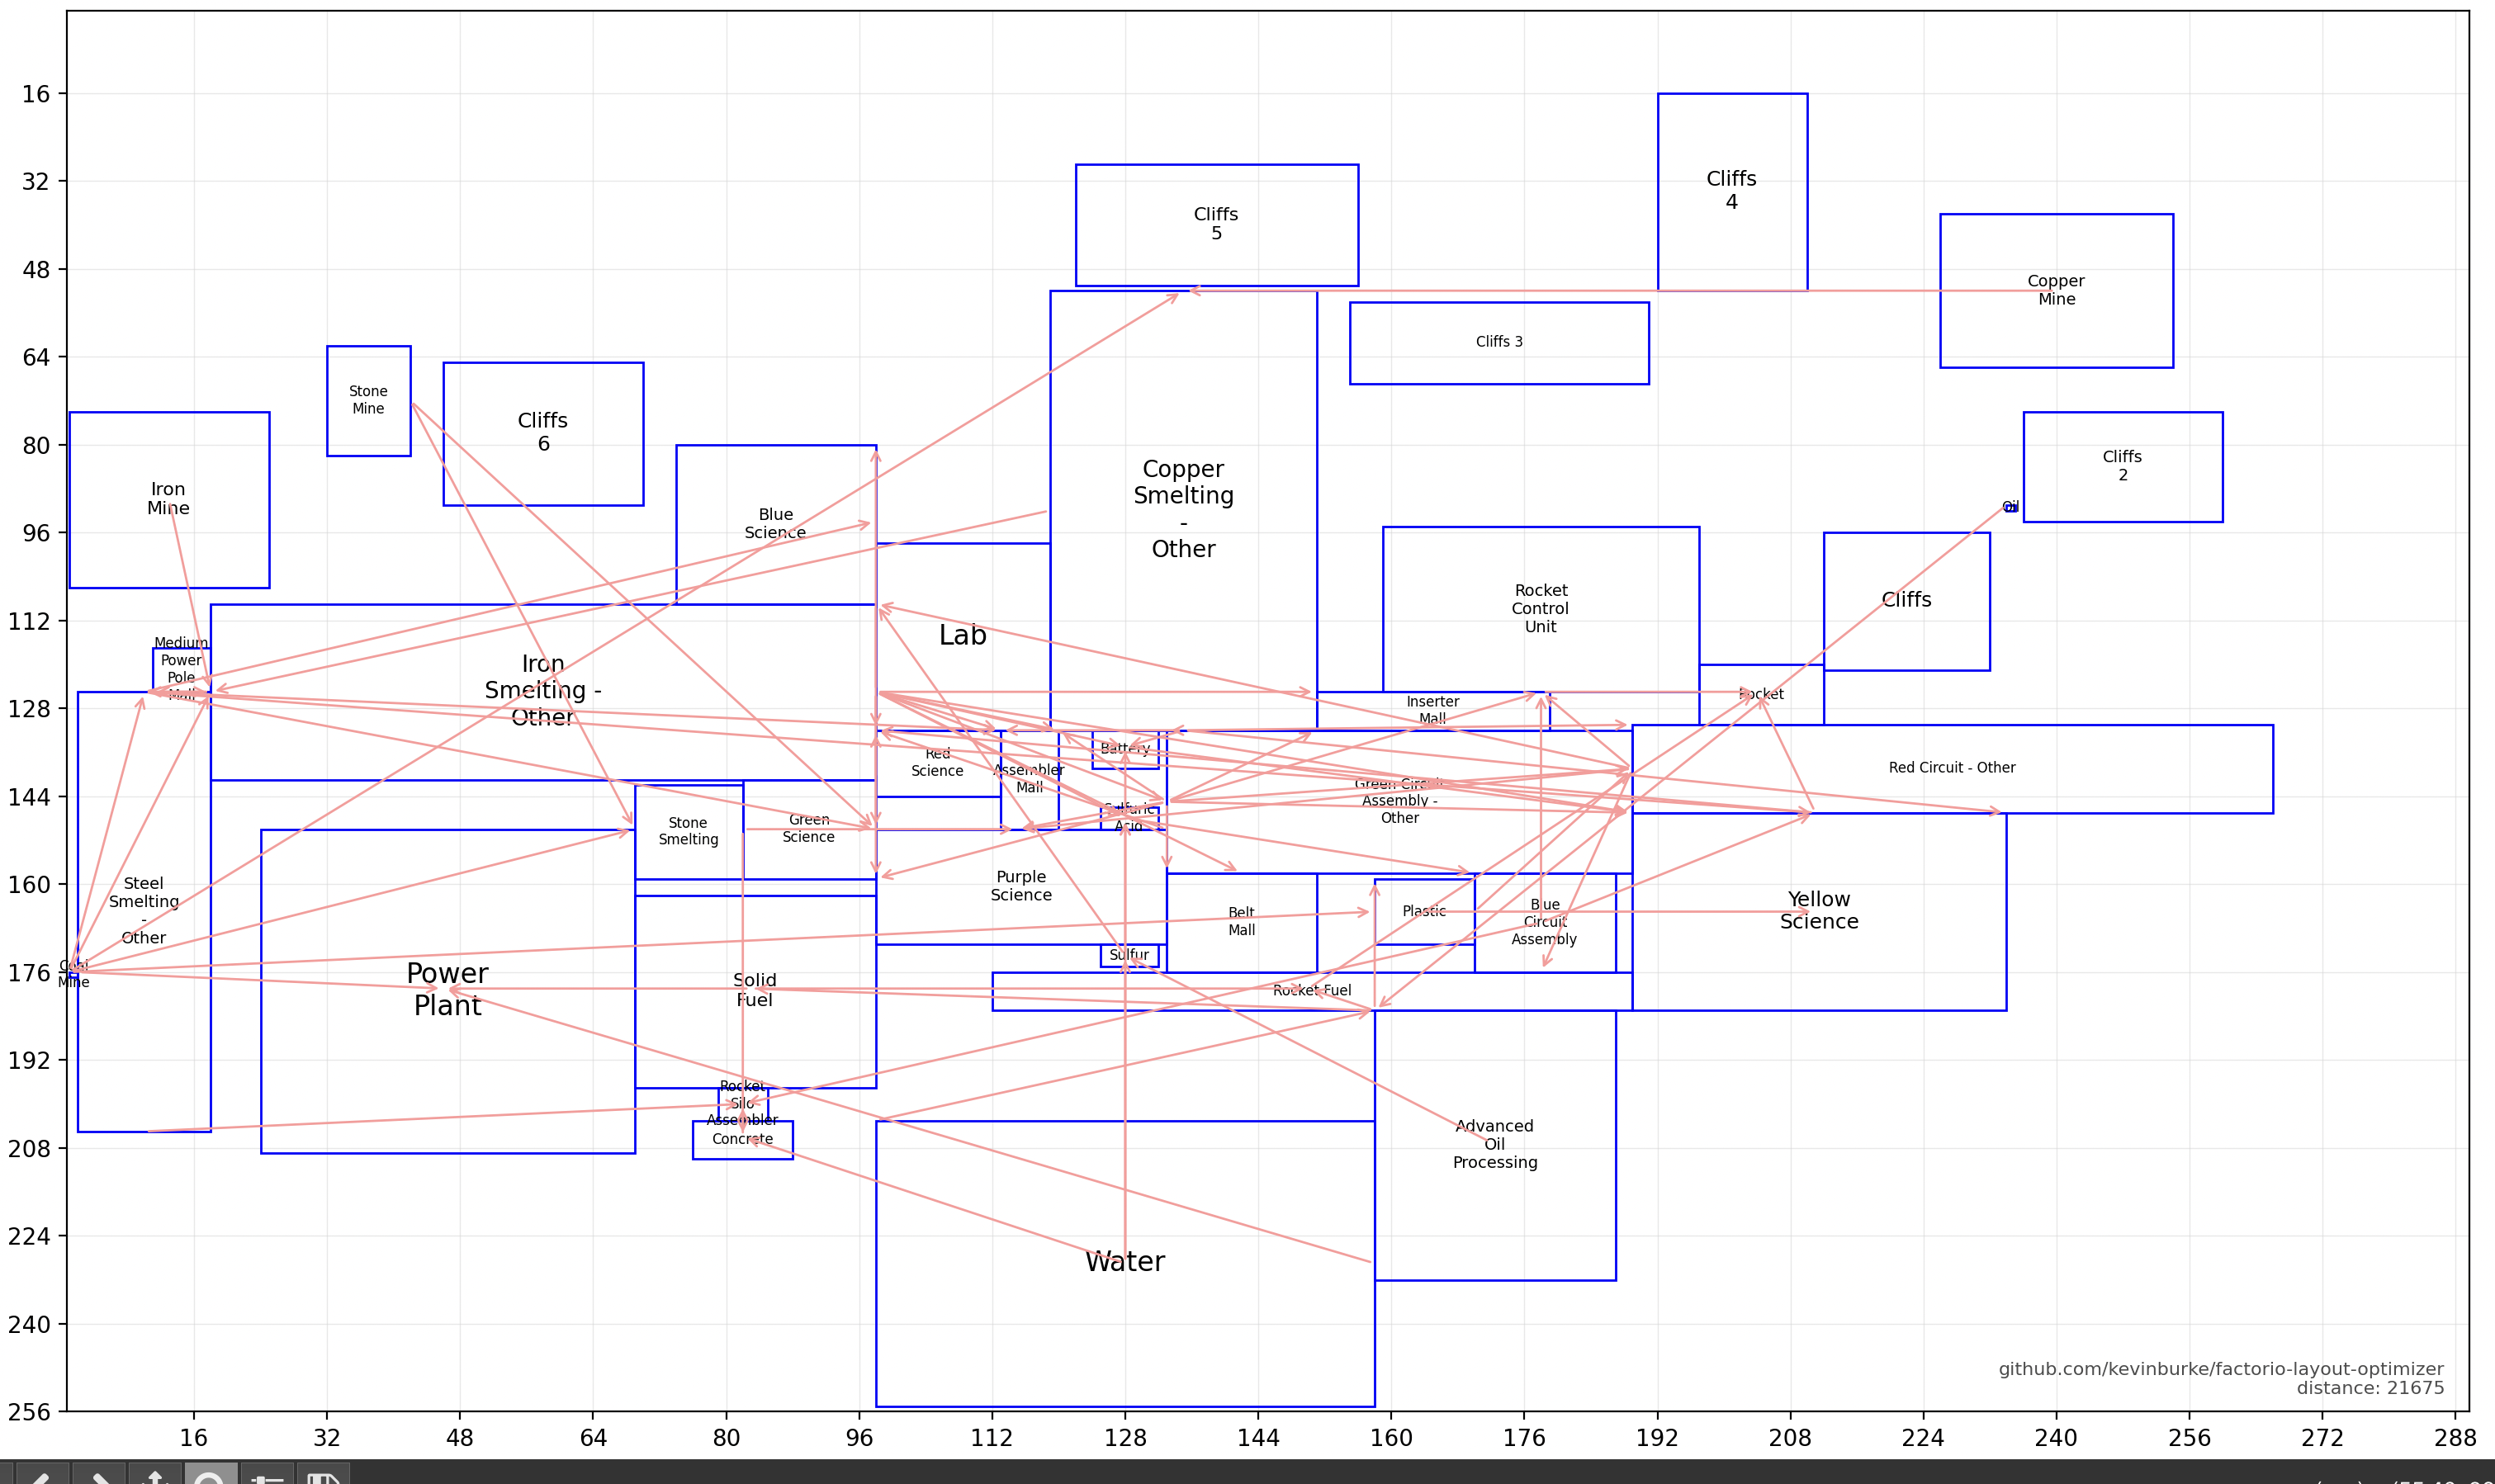 16
32
48
64
80
96
112
128
144
160
176
192
208
224
240
256
16
32
48
64
80
96
112
128
144
160
176
192
208
224
240
256
272
288
Cliffs
4
Cliffs
5
Copper
Mine
Cliffs 3
Stone
Mine
Cliffs
6
Iron
Mine
Cliffs
2
Oil
Blue
Science
Copper
Smelting
-
Other
Cliffs
Rocket
Control
Unit
Lab
Medium
Power
Pole
Mall
Iron
Smelting -
Other
Rocket
Inserter
Mall
Red
Science
Assembler
Mall
Battery
Sulfuric
Acid
Green Circuit
Assembly -
Other
Red Circuit - Other
Stone
Smelting
Green
Science
Steel
Smelting
-
Other
Purple
Science
Belt
Mall
Plastic
Blue
Circuit
Assembly
Yellow
Science
Sulfur
Coal
Mine
Power
Plant
Solid
Fuel
Rocket Fuel
Rocket
Silo
Assembler
Concrete
Advanced
Oil
Processing
Water
github.com/kevinburke/factorio-layout-optimizer
distance: 21675